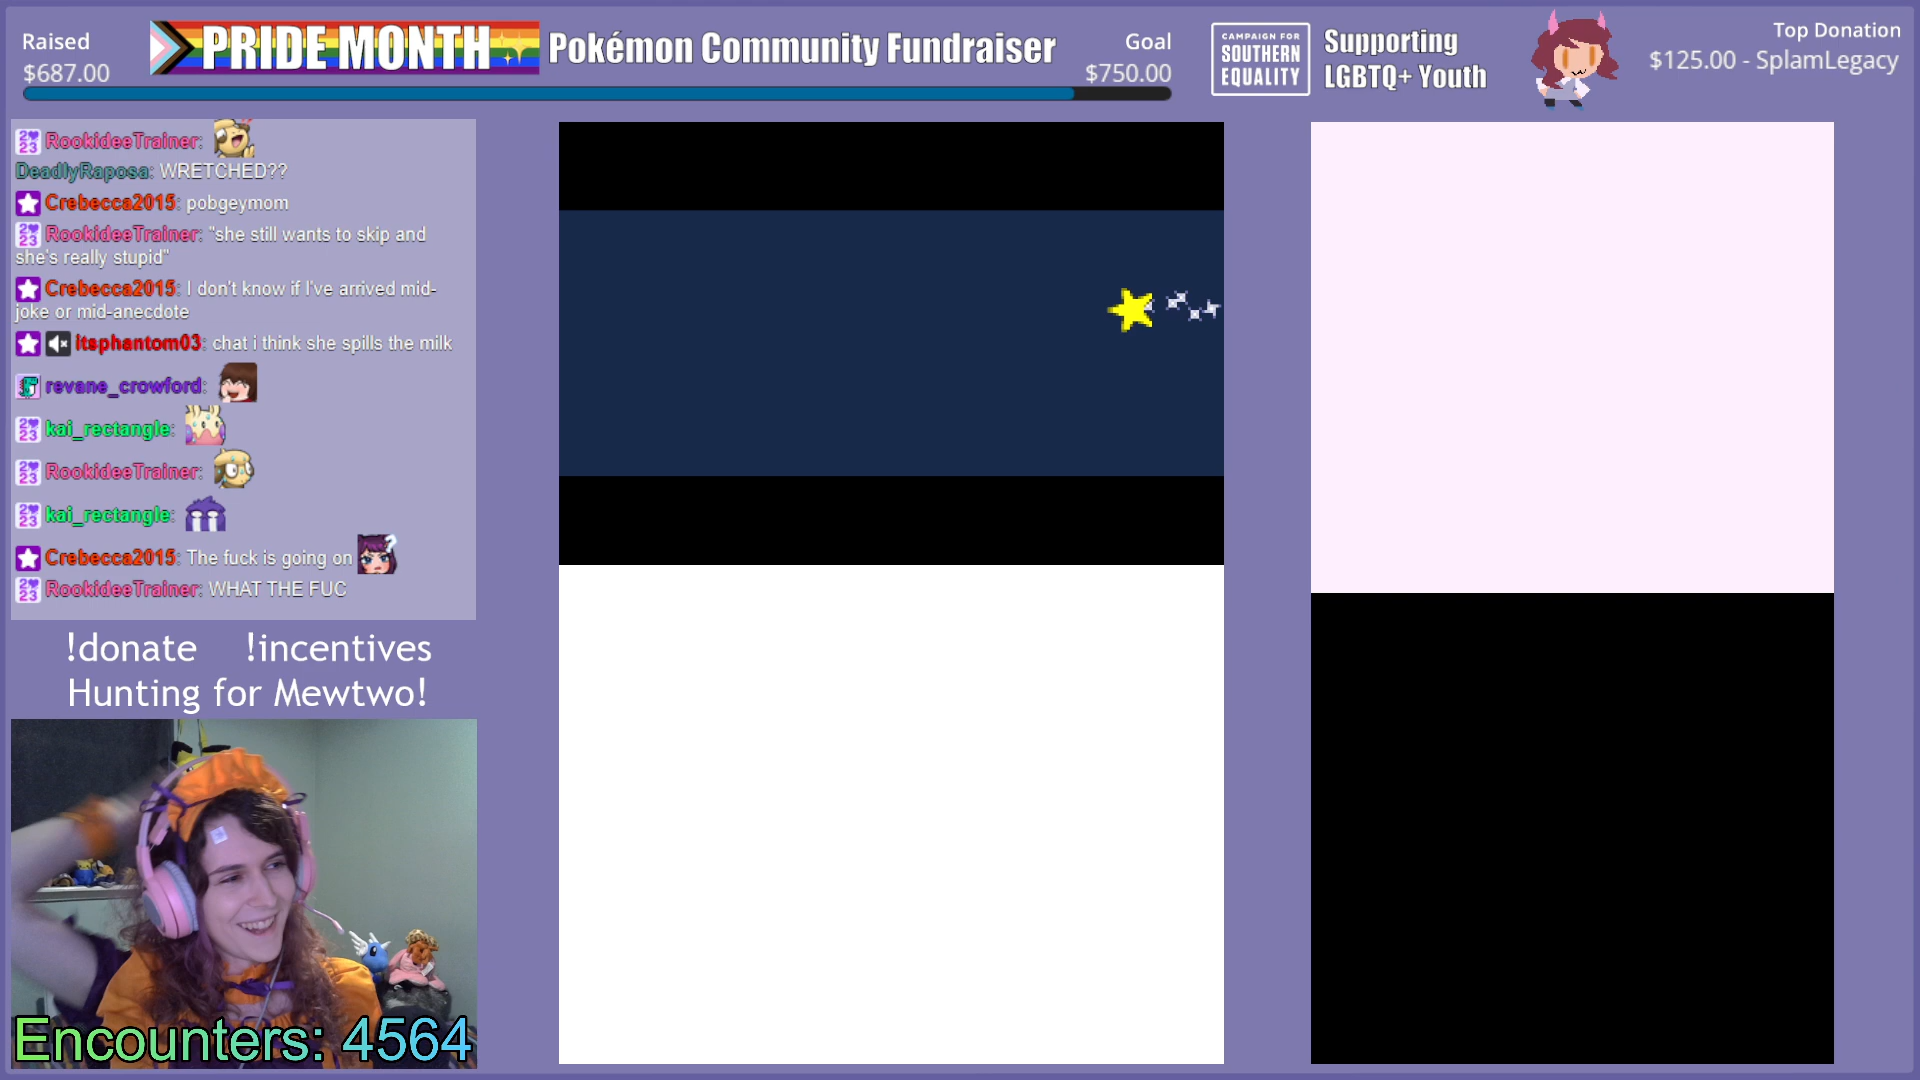 Raised
$687.00
PRIDE MONTH
Pokémon Community Fundraiser
Goal
$750.00
CAMPAIGN FOR
SOUTHERN
EQUALITY
Supporting
LGBTQ+ Youth
Top Donation
$125.00 - SplamLegacy
RookideeTrainer:
DeadlyRaposa: WRETCHED??
Crebecca2015: pobgeymom
RookideeTrainer: "she still wants to skip and
she's really stupid"
Crebecca2015: I don't know if I've arrived mid-
joke or mid-anecdote
itsphantom03: chat i think she spills the milk
revane_crowford:
kai_rectangle:
RookideeTrainer:
kai_rectangle:
Crebecca2015: The fuck is going on
RookideeTrainer: WHAT THE FUC
!donate !incentives
Hunting for Mewtwo!
Encounters: 4564